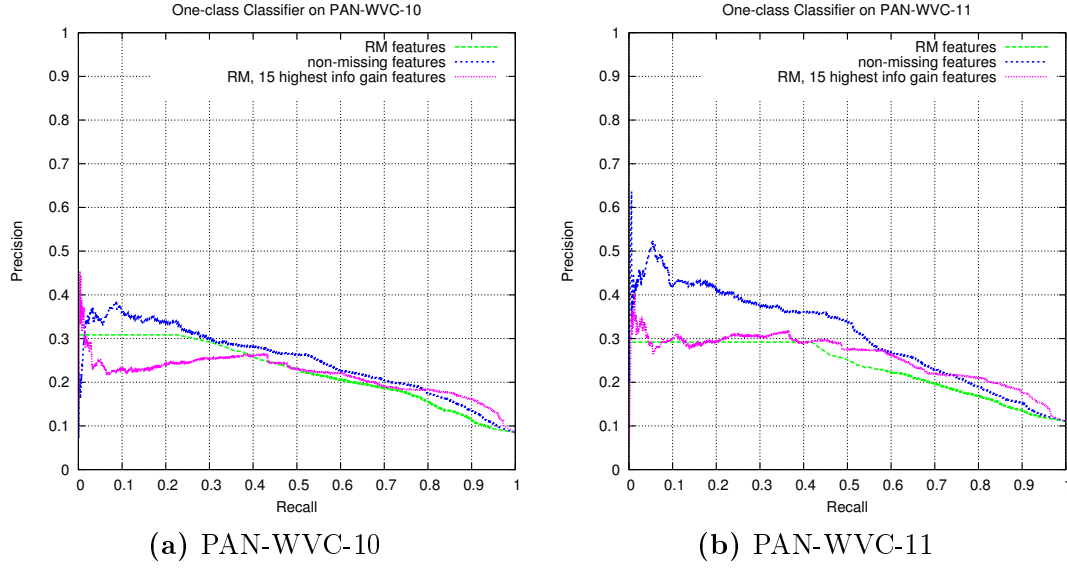 One-class Classifier on PAN-WVC-10
RM features
non-missing features
RM, 15 highest info gain features
Precision
1
0.9
0.8
0.7
0.6
0.5
0.4
0.3
0.2
0.1
0
0 0.1 0.2 0.3 0.4 0.5 0.6 0.7 0.8 0.9 1
Recall
(a) PAN-WVC-10
One-class Classifier on PAN-WVC-11
RM features
non-missing features
RM, 15 highest info gain features
Precision
1
0.9
0.8
0.7
0.6
0.5
0.4
0.3
0.2
0.1
0
0 0.1 0.2 0.3 0.4 0.5 0.6 0.7 0.8 0.9 1
Recall
(b) PAN-WVC-11